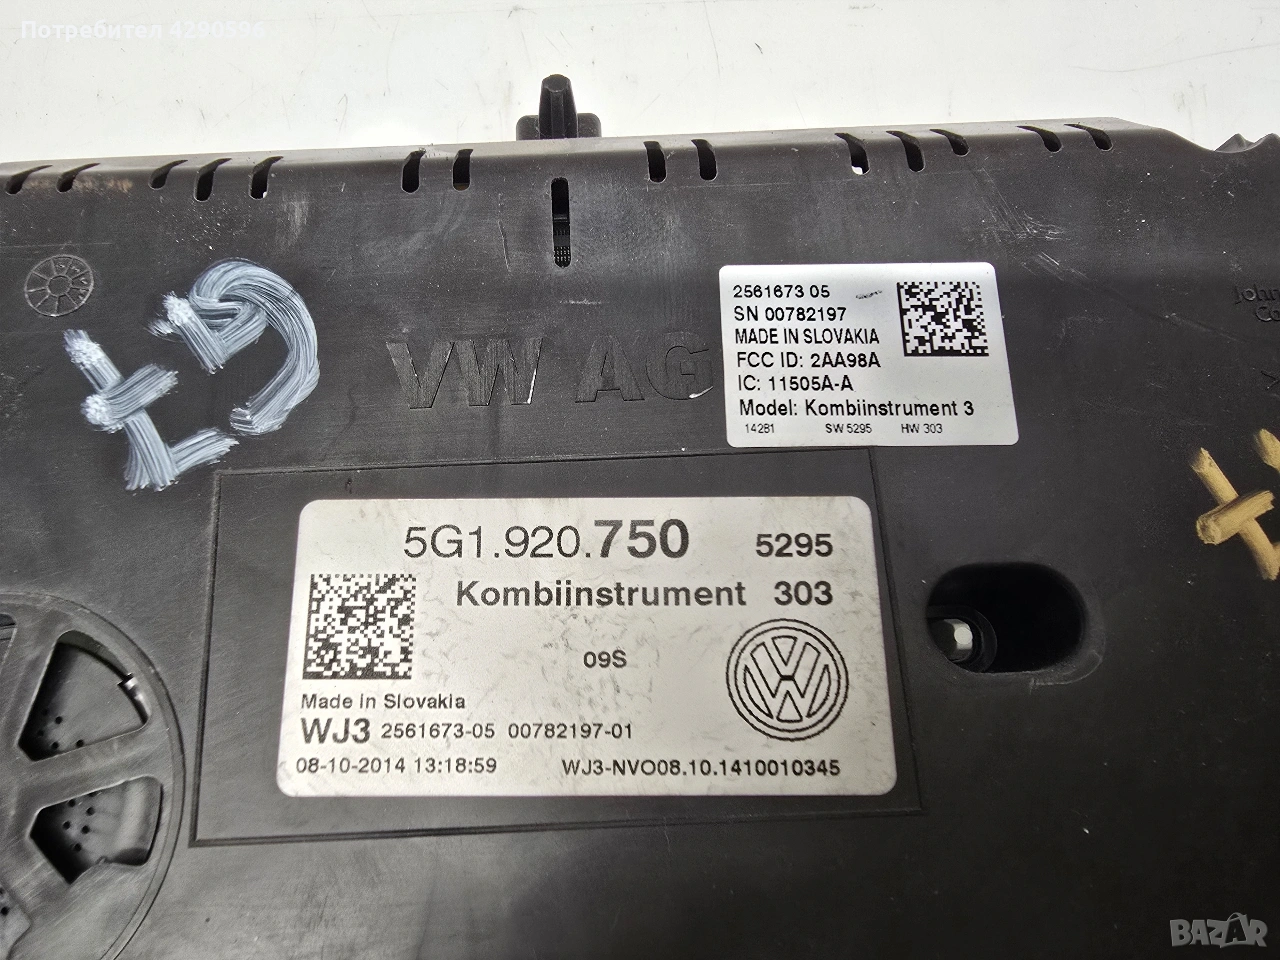 Потребител 4290596
2561673 05
SN 00782197
MADE IN SLOVAKIA
FCC ID: 2AA98A
IC: 11505A-A
Model: Kombiinstrument 3
14281 SW 5295 HW 303
VW AG
5G1.920.750 5295
Kombiinstrument 303
09S
Made in Slovakia
WJ3 2561673-05 00782197-01
08-10-2014 13:18:59 WJ3-NVO08.10.1410010345
BAZAR